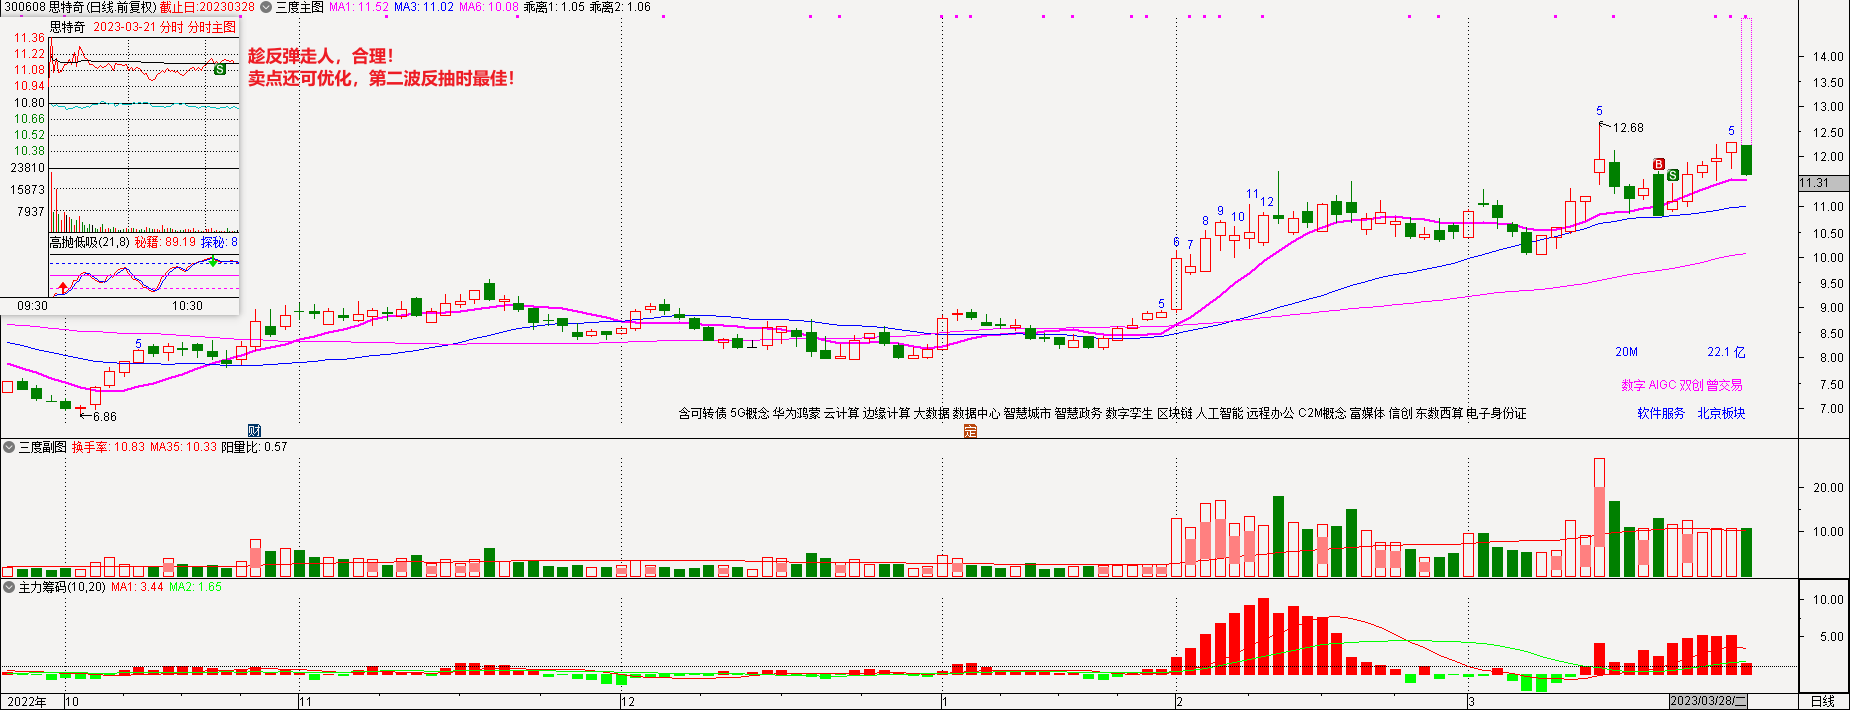 300608 思特奇(日线.前复权) 截止日:20230328 三度主图 MA1: 11.52 MA3: 11.02 MA6: 10.08 乖离1: 1.05 乖离2: 1.06
思特奇 2023-03-21 分时 分时主图
11.36
11.22
11.08
10.94
10.80
10.66
10.52
10.38
23810
15873
7937
S
高抛低吸(21,8) 秘籍: 89.19 探秘: 8
09:30 10:30
趁反弹走人，合理！
卖点还可优化，第二波反抽时最佳！
5
6.86
财
定
5
6
7
8
9
10
11
12
5
12.68
B
S
5
14.00
13.50
13.00
12.50
12.00
11.31
11.00
10.50
10.00
9.50
9.00
8.50
8.00
7.50
7.00
20M 22.1 亿
数字 AIGC 双创 曾交易
含可转债 5G概念 华为鸿蒙 云计算 边缘计算 大数据 数据中心 智慧城市 智慧政务 数字孪生 区块链 人工智能 远程办公 C2M概念 富媒体 信创 东数西算 电子身份证
软件服务 北京板块
三度副图 换手率: 10.83 MA35: 10.33 阳量比: 0.57
20.00
10.00
主力筹码(10,20) MA1: 3.44 MA2: 1.65
10.00
5.00
2022年 10 11 12 1 2 3 2023/03/28/二 日线